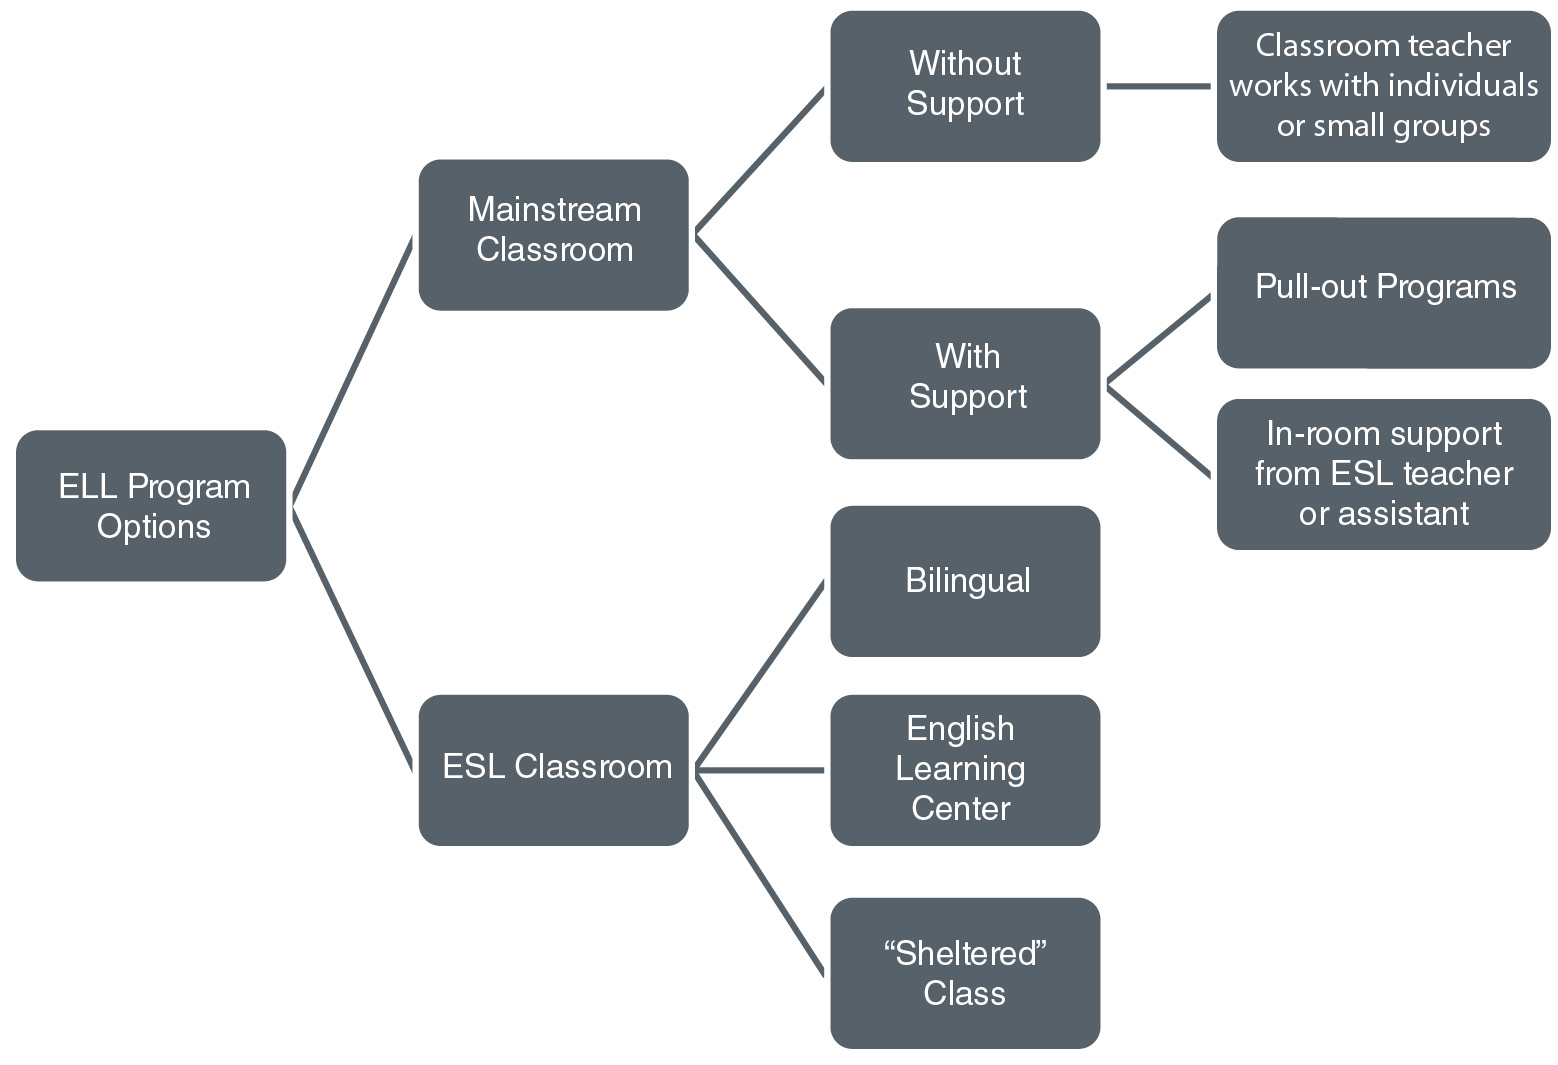 Without
Support
Classroom teacher
works with individuals
or small groups
Mainstream
Classroom
Pull-out Programs
With
Support
In-room support
from ESL teacher
or assistant
ELL Program
Options
Bilingual
ESL Classroom
English
Learning
Center
“Sheltered”
Class